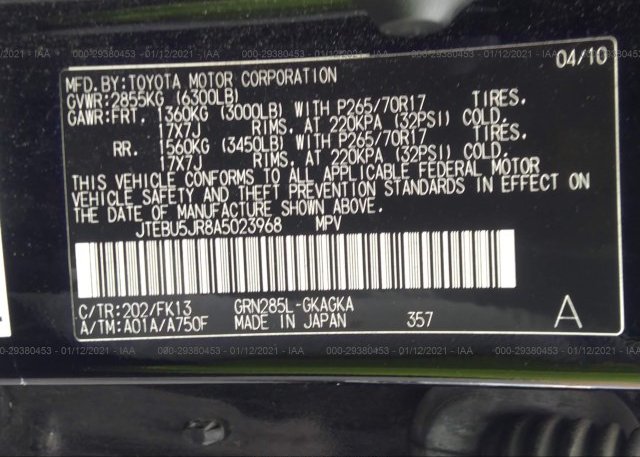 000-29380453 - 01/12/2021 - IAA 000-29380453 - 01/12/2021 - IAA 000-29380453 - 01/12/2021 - IAA
04/10
MFD.BY:TOYOTA MOTOR CORPORATION
GVWR:2855KG (6300LB)
GAWR:FRT. 1360KG (3000LB) WITH P265/70R17 TIRES.
17X7J RIMS. AT 220KPA (32PSI) COLD.
RR. 1560KG (3450LB) WITH P265/70R17 TIRES.
17X7J RIMS. AT 220KPA (32PSI) COLD.
THIS VEHICLE CONFORMS TO ALL APPLICABLE FEDERAL MOTOR
VEHICLE SAFETY AND THEFT PREVENTION STANDARDS IN EFFECT ON
THE DATE OF MANUFACTURE SHOWN ABOVE.
JTEBU5JR8A5023968 MPV
C/TR:202/FK13 GRN285L-GKAGKA
A/TM:A01A/A750F MADE IN JAPAN 357 A
000-29380453 - 01/12/2021 - IAA 000-29380453 - 01/12/2021 - IAA 000-29380453 - 01/12/2021 - IAA